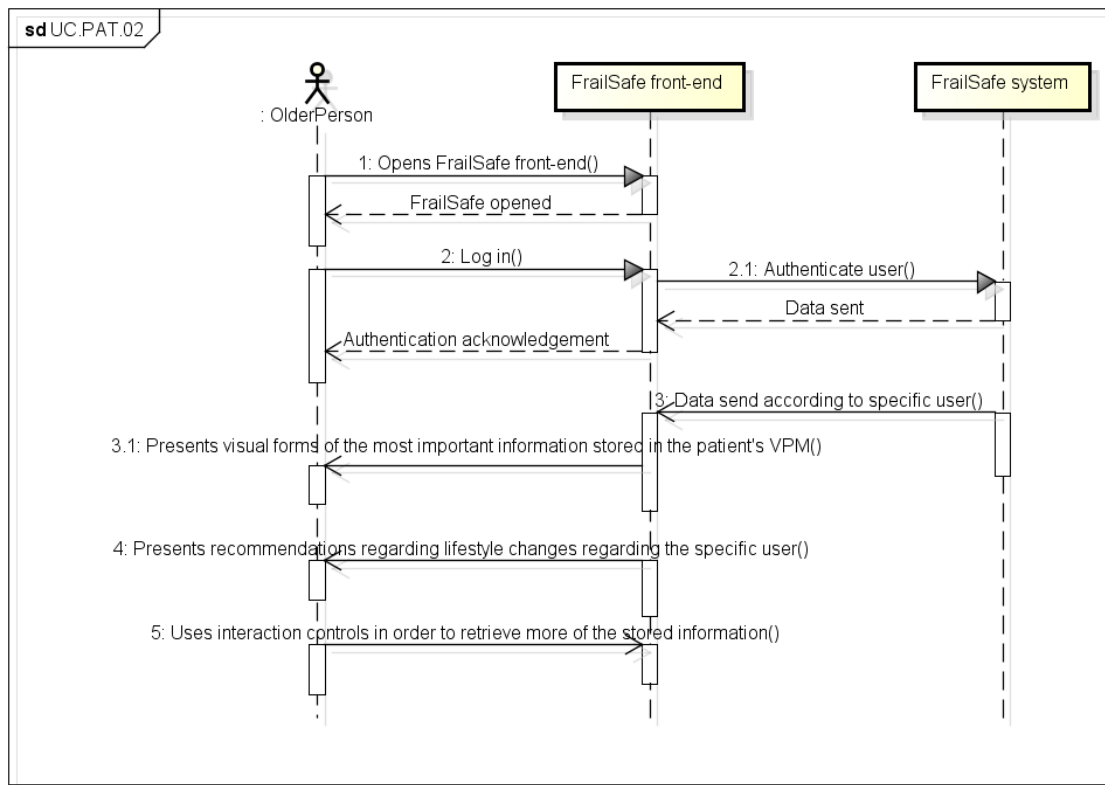 sd UC.PAT.02
FrailSafe front-end
FrailSafe system
: OlderPerson
1: Opens FrailSafe front-end()
FrailSafe opened
2: Log in()
2.1: Authenticate user()
Data sent
Authentication acknowledgement
3: Data send according to specific user()
3.1: Presents visual forms of the most important information stored in the patient's VPM()
4: Presents recommendations regarding lifestyle changes regarding the specific user()
5: Uses interaction controls in order to retrieve more of the stored information()